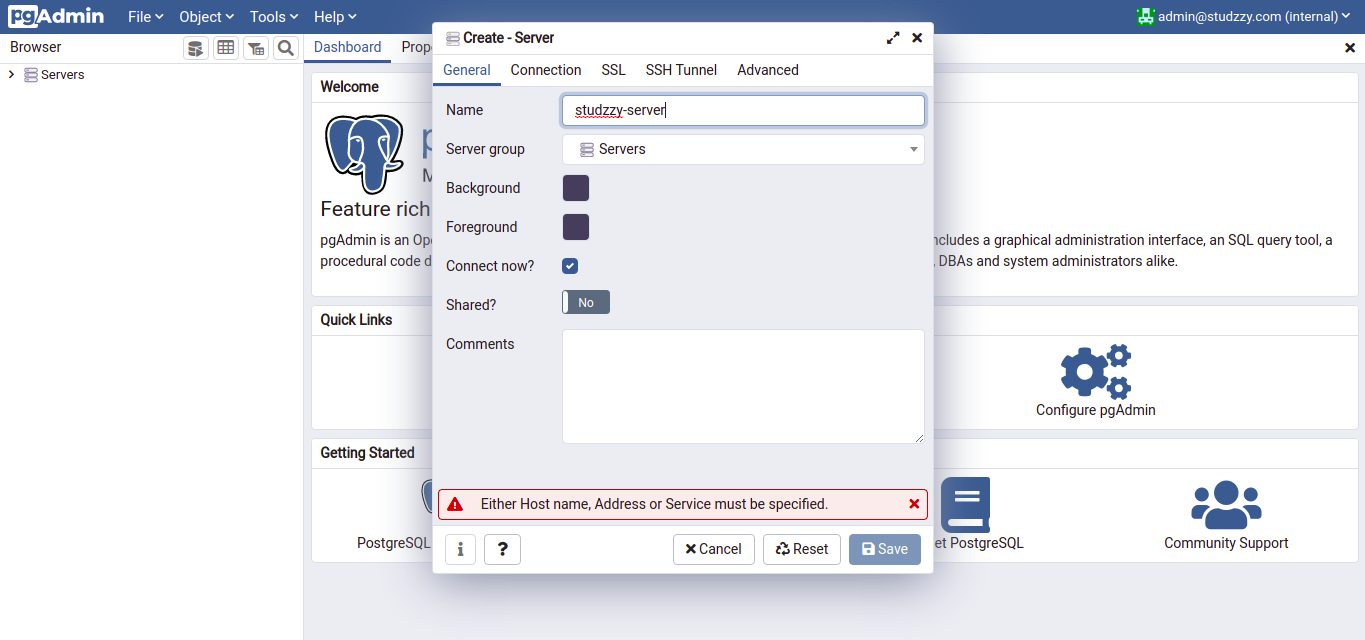 pgAdmin File Object Tools Help admin@studzzy.com (internal)
Browser Dashboard Prop
Servers
Create - Server
General Connection SSL SSH Tunnel Advanced
Name studzzy-server
Server group Servers
Background
Foreground
Connect now?
Shared? No
Comments
Either Host name, Address or Service must be specified.
i ? Cancel Reset Save
Welcome
p
M
Feature rich
pgAdmin is an Op ncludes a graphical administration interface, an SQL query tool, a
procedural code d , DBAs and system administrators alike.
Quick Links
Configure pgAdmin
Getting Started
PostgreSQL et PostgreSQL Community Support